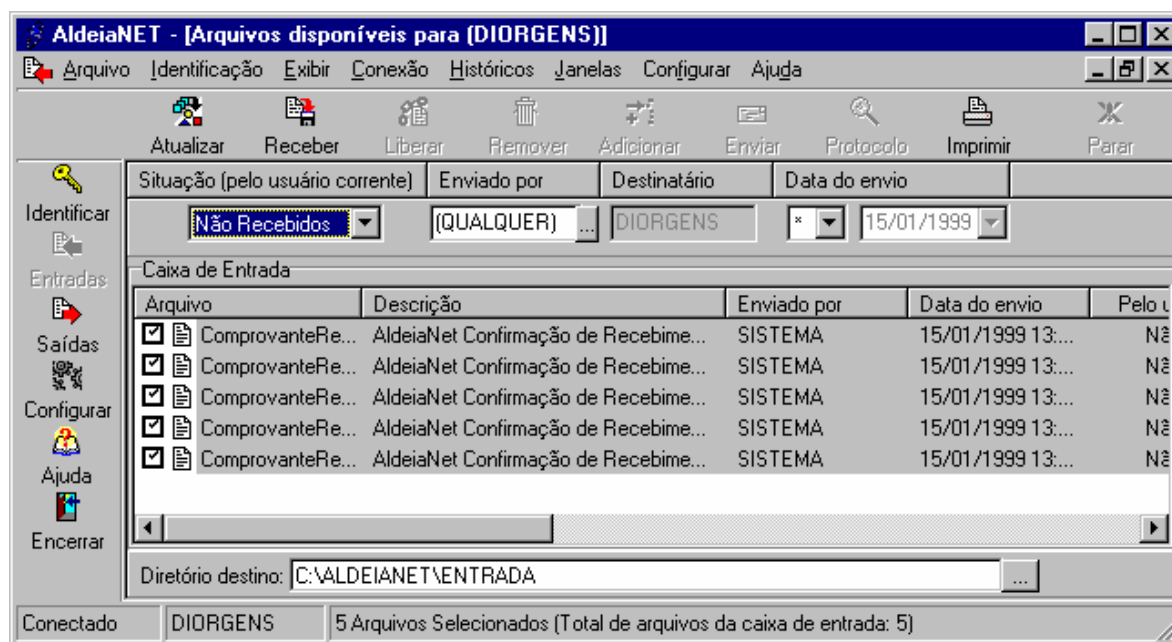 AldeiaNET - [Arquivos disponíveis para (DIORGENS)]
Arquivo Identificação Exibir Conexão Históricos Janelas Configurar Ajuda
Atualizar Receber Liberar Remover Adicionar Enviar Protocolo Imprimir Parar
Identificar
Entradas
Saídas
Configurar
Ajuda
Encerrar
Situação (pelo usuário corrente) Enviado por Destinatário Data do envio
Não Recebidos (QUALQUER) ... DIORGENS * 15/01/1999
Caixa de Entrada
Arquivo Descrição Enviado por Data do envio Pelo u
ComprovanteRe... AldeiaNet Confirmação de Recebime... SISTEMA 15/01/1999 13:... Nã
ComprovanteRe... AldeiaNet Confirmação de Recebime... SISTEMA 15/01/1999 13:... Nã
ComprovanteRe... AldeiaNet Confirmação de Recebime... SISTEMA 15/01/1999 13:... Nã
ComprovanteRe... AldeiaNet Confirmação de Recebime... SISTEMA 15/01/1999 13:... Nã
ComprovanteRe... AldeiaNet Confirmação de Recebime... SISTEMA 15/01/1999 13:... Nã
Diretório destino: C:\ALDEIANET\ENTRADA ...
Conectado DIORGENS 5 Arquivos Selecionados (Total de arquivos da caixa de entrada: 5)